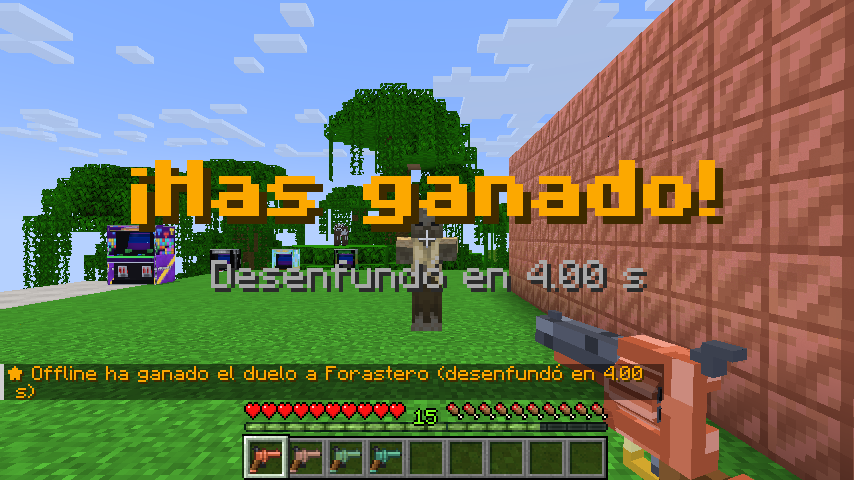 ¡Has ganado!
Desenfundó en 4.00 s
★ Offline ha ganado el duelo a Forastero (desenfundó en 4.00
s)
15